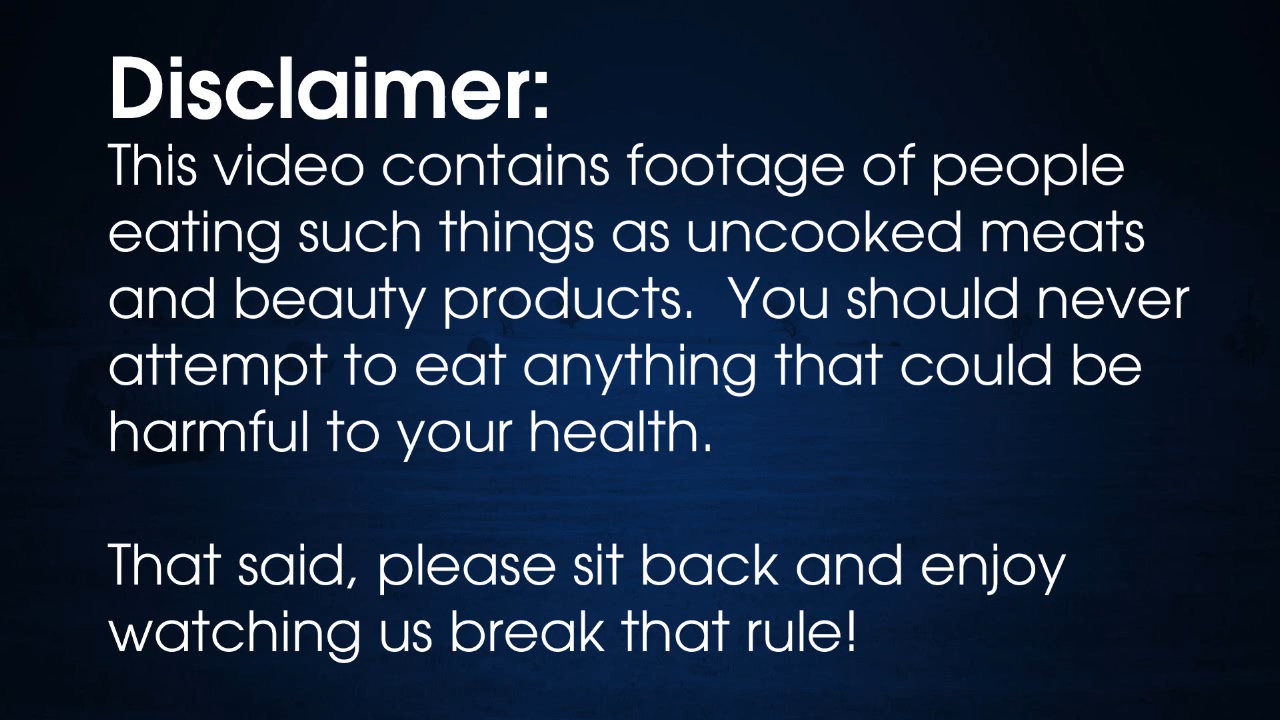 Disclaimer:
This video contains footage of people
eating such things as uncooked meats
and beauty products.  You should never
attempt to eat anything that could be
harmful to your health.
That said, please sit back and enjoy
watching us break that rule!